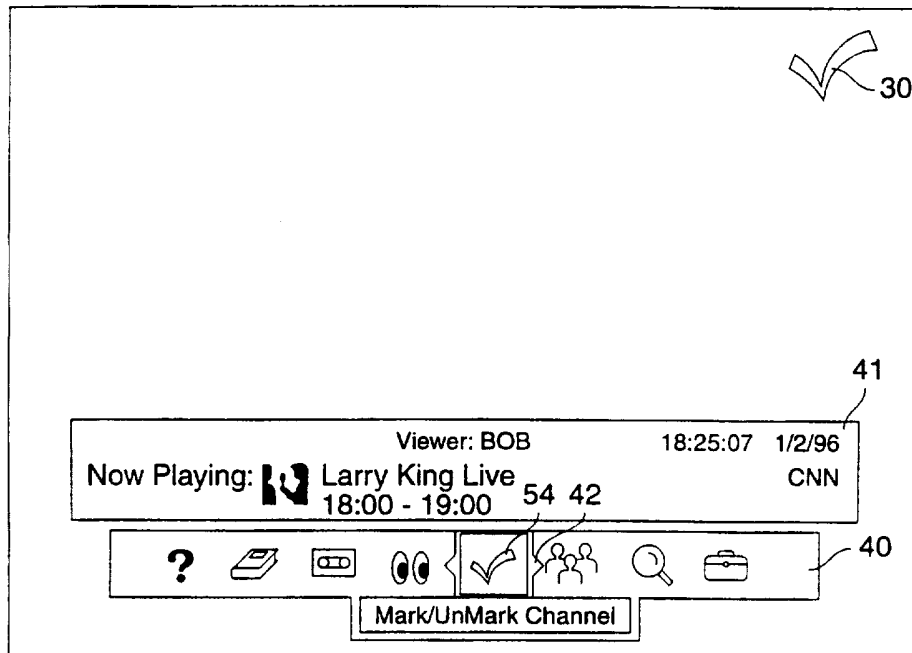 30
41
Viewer: BOB 18:25:07 1/2/96
Now Playing: Larry King Live CNN
18:00 - 19:00
54 42
? 40
Mark/UnMark Channel